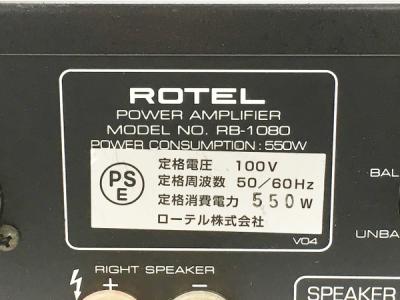 ROTEL
POWER AMPLIFIER
MODEL NO. RB-1080
POWER CONSUMPTION : 550W
PS
E
定格電圧 100V
定格周波数 50/60Hz
定格消費電力 550W
ローテル株式会社
V04
BAL
UNBA
RIGHT SPEAKER
+ −
SPEAKER